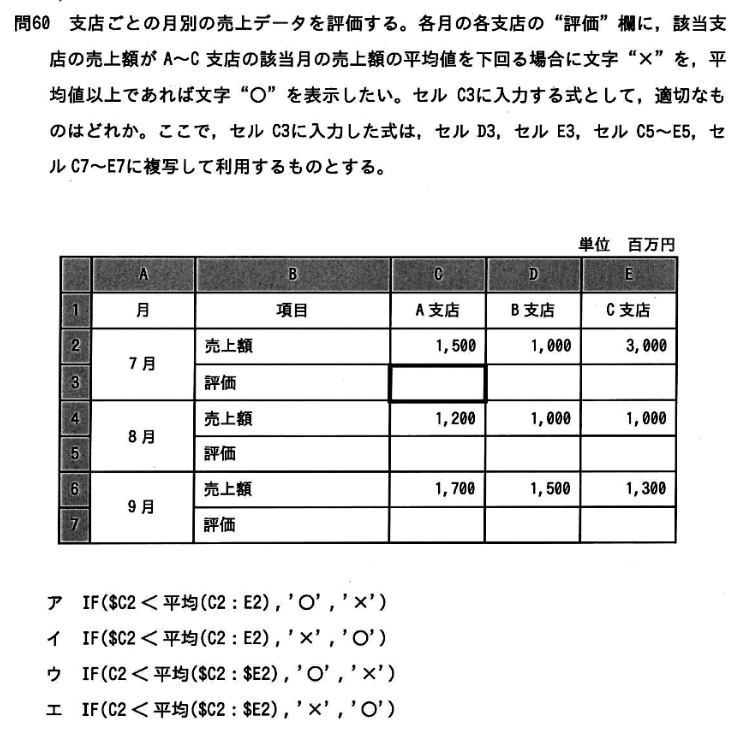 問60 支店ごとの月別の売上データを評価する。各月の各支店の“評価”欄に，該当支
店の売上額がA～C 支店の該当月の売上額の平均値を下回る場合に文字“×”を，平
均値以上であれば文字“○”を表示したい。セル C3に入力する式として，適切なも
のはどれか。ここで，セル C3に入力した式は，セル D3，セル E3，セル C5～E5，セ
ル C7～E7に複写して利用するものとする。
単位 百万円
A B C D E
1 月 項目 A 支店 B 支店 C 支店
2 7 月 売上額 1,500 1,000 3,000
3 評価
4 8 月 売上額 1,200 1,000 1,000
5 評価
6 9 月 売上額 1,700 1,500 1,300
7 評価
ア IF($C2＜平均(C2：E2),'○','×')
イ IF($C2＜平均(C2：E2),'×','○')
ウ IF(C2＜平均($C2：$E2),'○','×')
エ IF(C2＜平均($C2：$E2),'×','○')